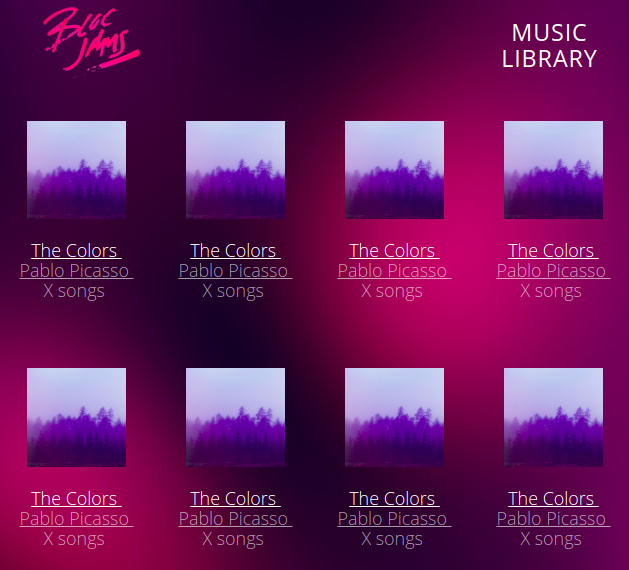 BLOC
JAMS
MUSIC
LIBRARY
The Colors The Colors The Colors The Colors
Pablo Picasso Pablo Picasso Pablo Picasso Pablo Picasso
X songs X songs X songs X songs
The Colors The Colors The Colors The Colors
Pablo Picasso Pablo Picasso Pablo Picasso Pablo Picasso
X songs X songs X songs X songs